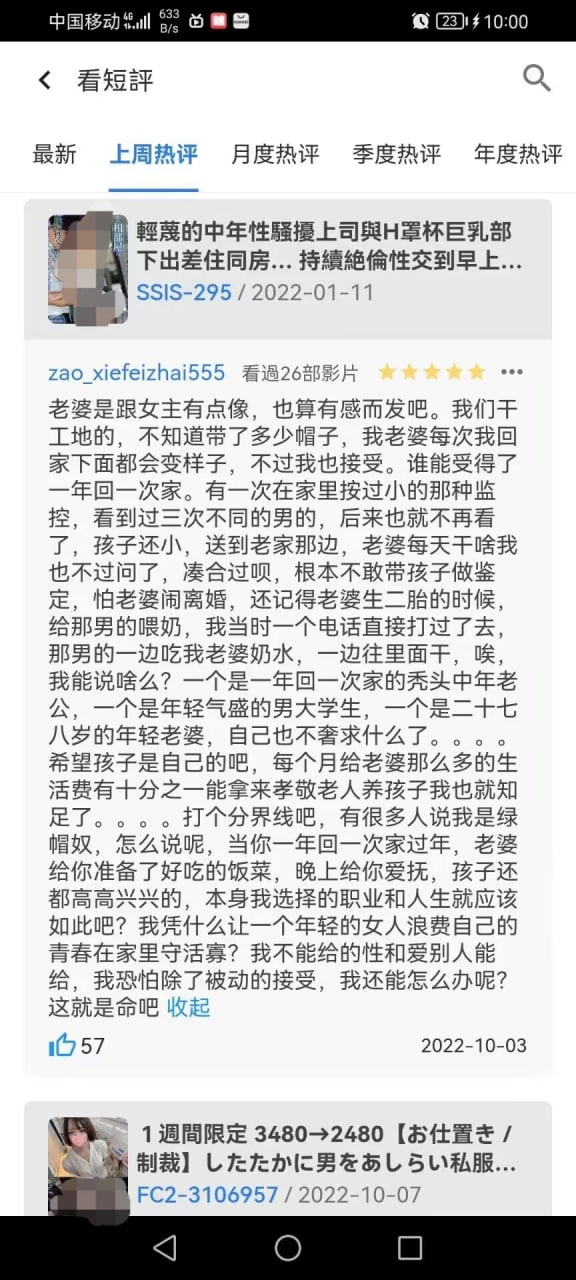 中国移动 4G 633 B/s 23 10:00
看短評
最新 上周热评 月度热评 季度热评 年度热评
輕蔑的中年性騷擾上司與H罩杯巨乳部
下出差住同房... 持續絶倫性交到早上...
SSIS-295 / 2022-01-11
zao_xiefeizhai555 看過26部影片
老婆是跟女主有点像，也算有感而发吧。我们干
工地的，不知道带了多少帽子，我老婆每次我回
家下面都会变样子，不过我也接受。谁能受得了
一年回一次家。有一次在家里按过小的那种监
控，看到过三次不同的男的，后来也就不再看
了，孩子还小，送到老家那边，老婆每天干啥我
也不过问了，凑合过呗，根本不敢带孩子做鉴
定，怕老婆闹离婚，还记得老婆生二胎的时候，
给那男的喂奶，我当时一个电话直接打过了去，
那男的一边吃我老婆奶水，一边往里面干，唉，
我能说啥么？一个是一年回一次家的秃头中年老
公，一个是年轻气盛的男大学生，一个是二十七
八岁的年轻老婆，自己也不奢求什么了。。。。
希望孩子是自己的吧，每个月给老婆那么多的生
活费有十分之一能拿来孝敬老人养孩子我也就知
足了。。。。打个分界线吧，有很多人说我是绿
帽奴，怎么说呢，当你一年回一次家过年，老婆
给你准备了好吃的饭菜，晚上给你爱抚，孩子还
都高高兴兴的，本身我选择的职业和人生就应该
如此吧？我凭什么让一个年轻的女人浪费自己的
青春在家里守活寡？我不能给的性和爱别人能
给，我恐怕除了被动的接受，我还能怎么办呢？
这就是命吧 收起
57 2022-10-03
１週間限定 3480→2480【お仕置き /
制裁】したたかに男をあしらい私服...
FC2-3106957 / 2022-10-07